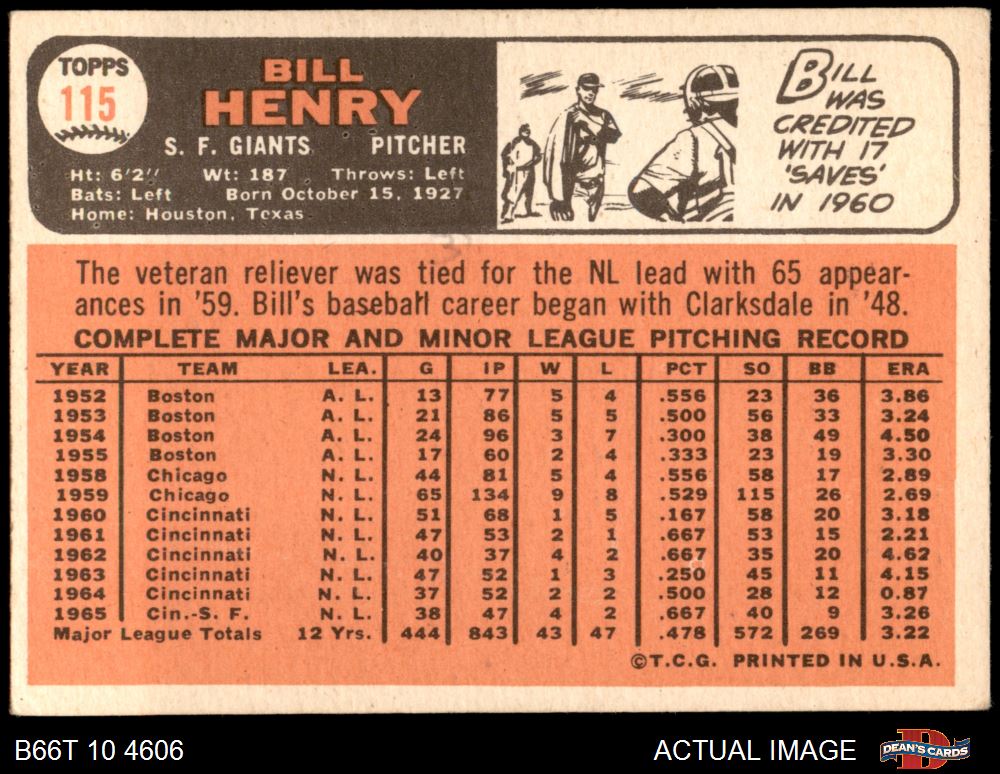 TOPPS
115
BILL
HENRY
S. F. GIANTS PITCHER
Ht: 6'2" Wt: 187 Throws: Left
Bats: Left Born October 15, 1927
Home: Houston, Texas
BILL
WAS
CREDITED
WITH 17
'SAVES'
IN 1960
The veteran reliever was tied for the NL lead with 65 appear-
ances in '59. Bill's baseball career began with Clarksdale in '48.
COMPLETE MAJOR AND MINOR LEAGUE PITCHING RECORD
YEAR TEAM LEA. G IP W L PCT SO BB ERA
1952 Boston A. L. 13 77 5 4 .556 23 36 3.86
1953 Boston A. L. 21 86 5 5 .500 56 33 3.24
1954 Boston A. L. 24 96 3 7 .300 38 49 4.50
1955 Boston A. L. 17 60 2 4 .333 23 19 3.30
1958 Chicago N. L. 44 81 5 4 .556 58 17 2.89
1959 Chicago N. L. 65 134 9 8 .529 115 26 2.69
1960 Cincinnati N. L. 51 68 1 5 .167 58 20 3.18
1961 Cincinnati N. L. 47 53 2 1 .667 53 15 2.21
1962 Cincinnati N. L. 40 37 4 2 .667 35 20 4.62
1963 Cincinnati N. L. 47 52 1 3 .250 45 11 4.15
1964 Cincinnati N. L. 37 52 2 2 .500 28 12 0.87
1965 Cin.-S. F. N. L. 38 47 4 2 .667 40 9 3.26
Major League Totals 12 Yrs. 444 843 43 47 .478 572 269 3.22
©T.C.G. PRINTED IN U.S.A.
B66T 10 4606 ACTUAL IMAGE DEAN'S CARDS